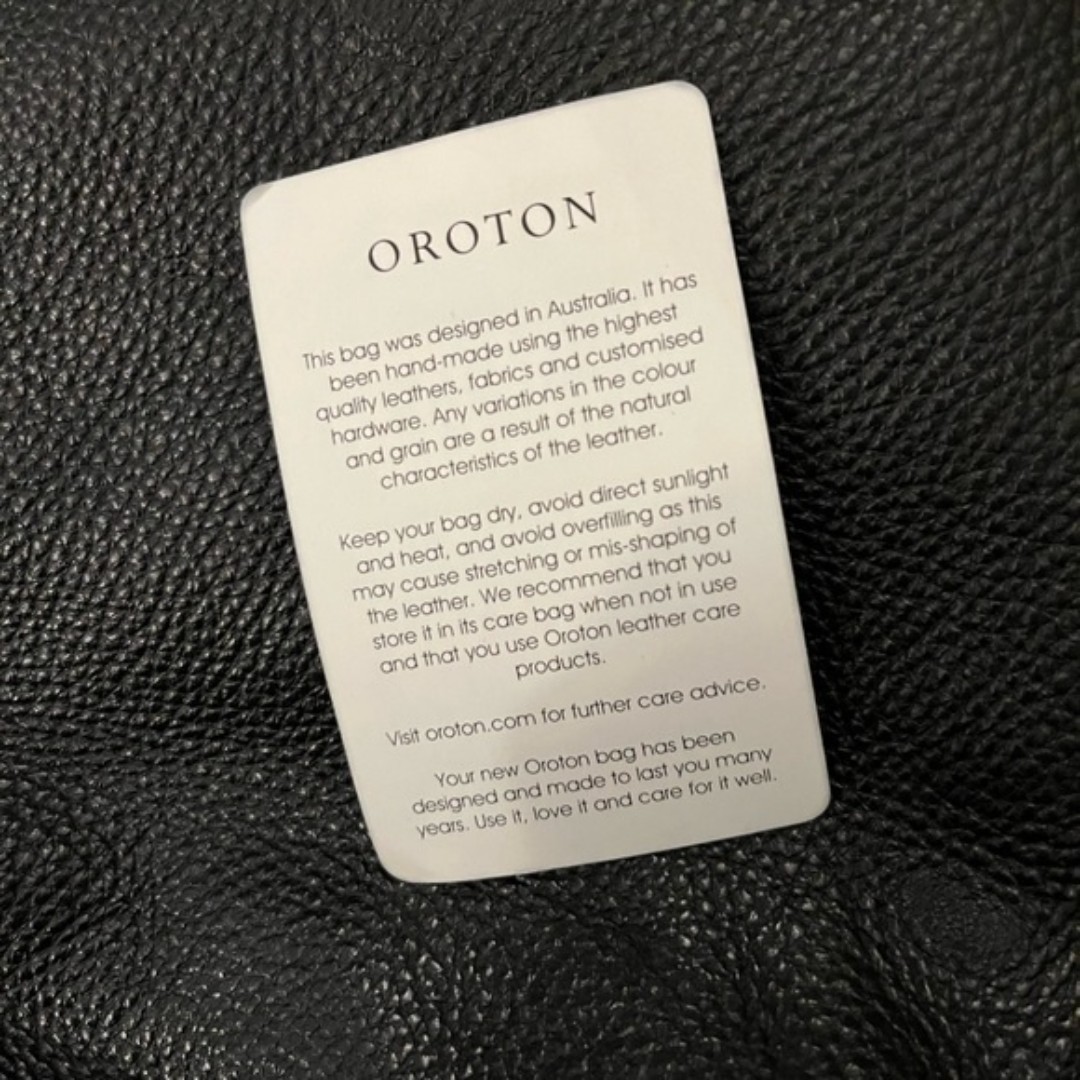 OROTON
This bag was designed in Australia. It has
been hand-made using the highest
quality leathers, fabrics and customised
hardware. Any variations in the colour
and grain are a result of the natural
characteristics of the leather.
Keep your bag dry, avoid direct sunlight
and heat, and avoid overfilling as this
may cause stretching or mis-shaping of
the leather. We recommend that you
store it in its care bag when not in use
and that you use Oroton leather care
products.
Visit oroton.com for further care advice.
Your new Oroton bag has been
designed and made to last you many
years. Use it, love it and care for it well.